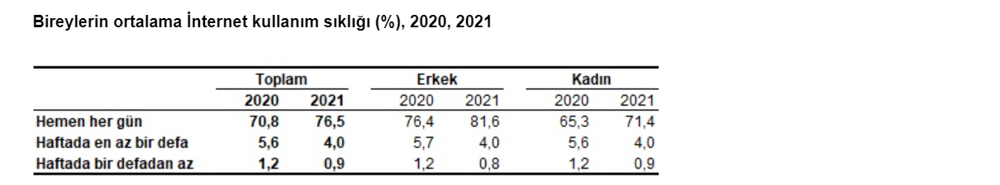 Bireylerin ortalama İnternet kullanım sıklığı (%), 2020, 2021
Toplam Erkek Kadın
2020 2021 2020 2021 2020 2021
Hemen her gün 70,8 76,5 76,4 81,6 65,3 71,4
Haftada en az bir defa 5,6 4,0 5,7 4,0 5,6 4,0
Haftada bir defadan az 1,2 0,9 1,2 0,8 1,2 0,9